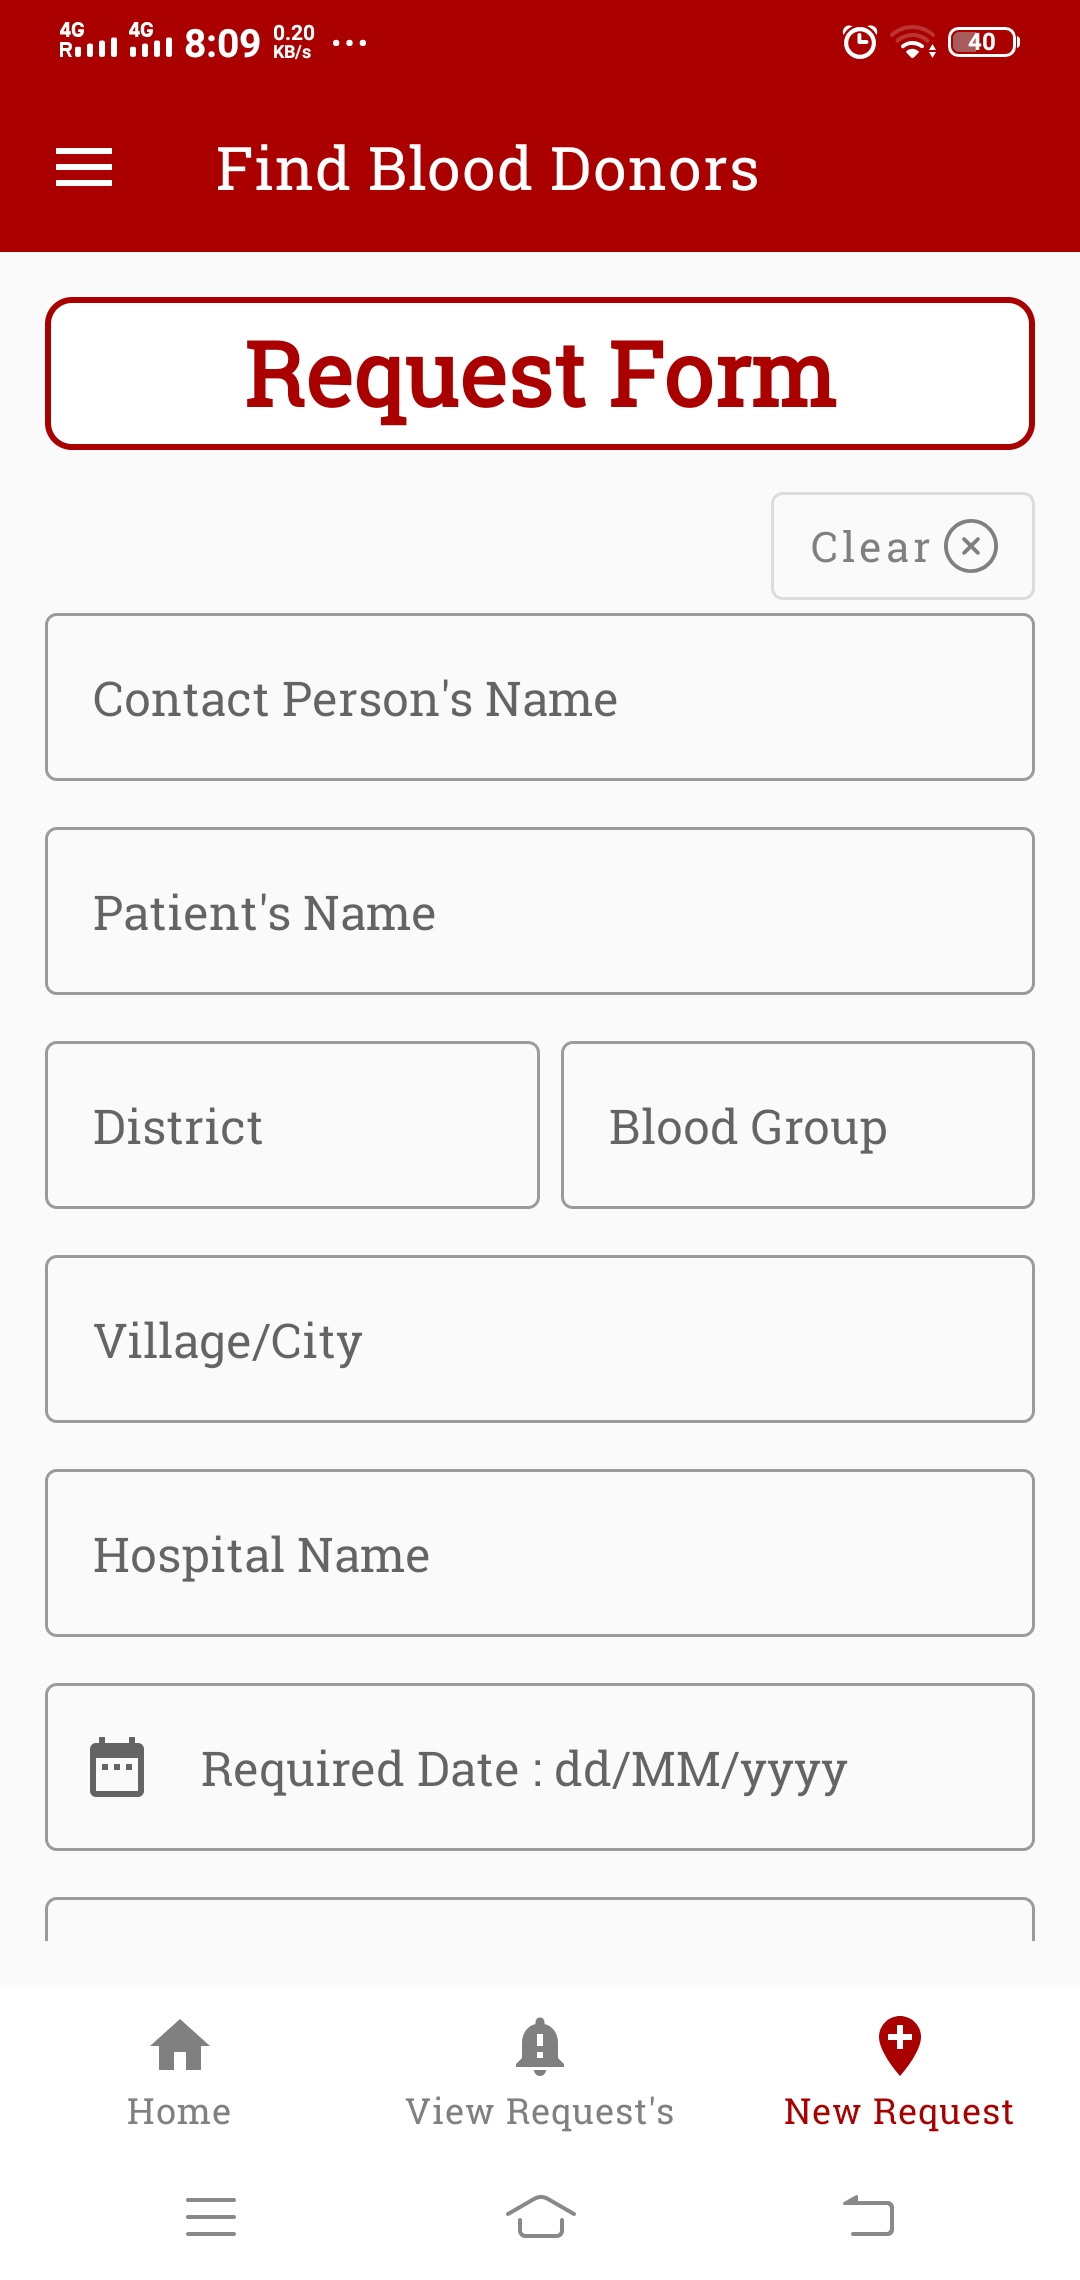 4G R 4G 8:09 0.20 KB/s ... 40
Find Blood Donors
Request Form
Clear
Contact Person's Name
Patient's Name
District Blood Group
Village/City
Hospital Name
Required Date : dd/MM/yyyy
Home View Request's New Request